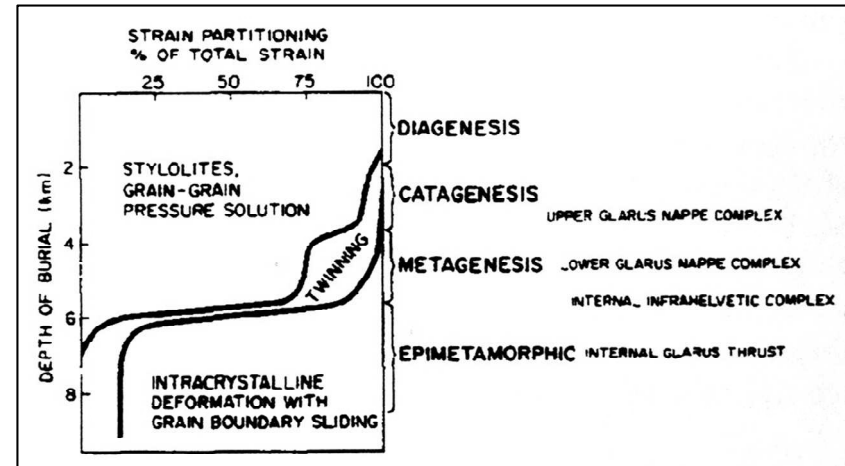 STRAIN PARTITIONING
% OF TOTAL STRAIN
25 50 75 100
DIAGENESIS
2
STYLOLITES,
GRAIN-GRAIN
PRESSURE SOLUTION
CATAGENESIS
UPPER GLARUS NAPPE COMPLEX
4
TWINNING
METAGENESIS LOWER GLARUS NAPPE COMPLEX
INTERNAL INFRAHELVETIC COMPLEX
6
EPIMETAMORPHIC INTERNAL GLARUS THRUST
INTRACRYSTALLINE
DEFORMATION WITH
GRAIN BOUNDARY SLIDING
8
DEPTH OF BURIAL (km)